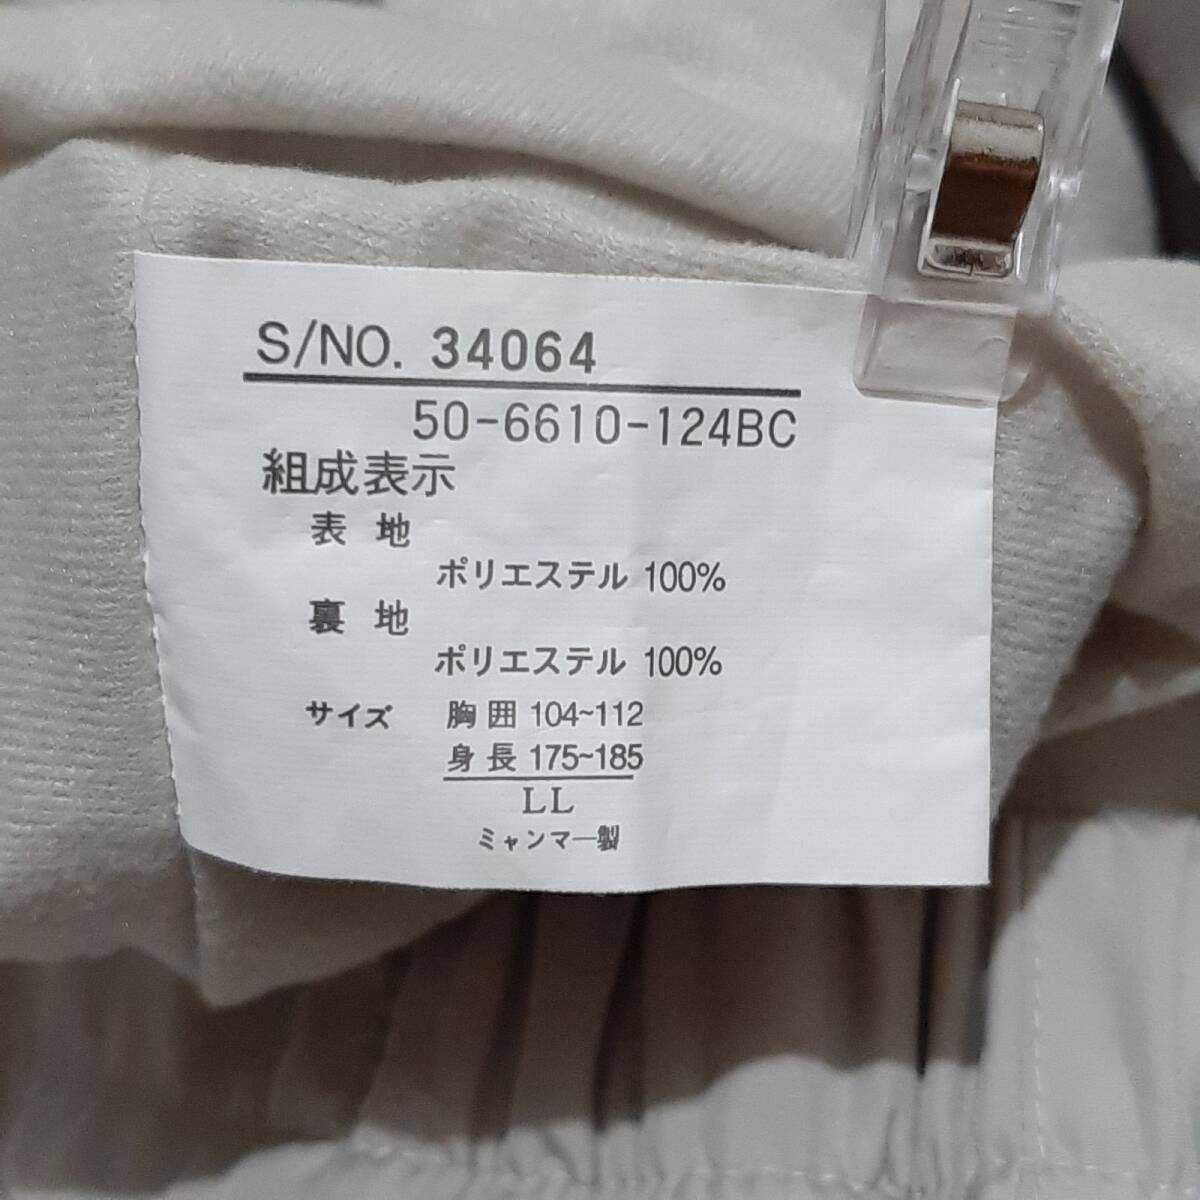 S/NO. 34064
50-6610-124BC
組成表示
表 地
ポリエステル 100%
裏 地
ポリエステル 100%
サイズ 胸 囲 104~112
身 長 175~185
LL
ミャンマー製